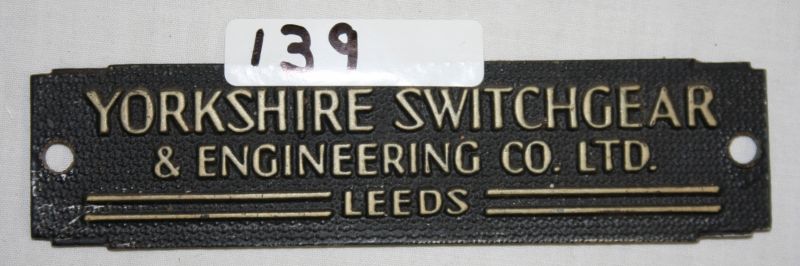 139
YORKSHIRE SWITCHGEAR
& ENGINEERING CO. LTD.
LEEDS